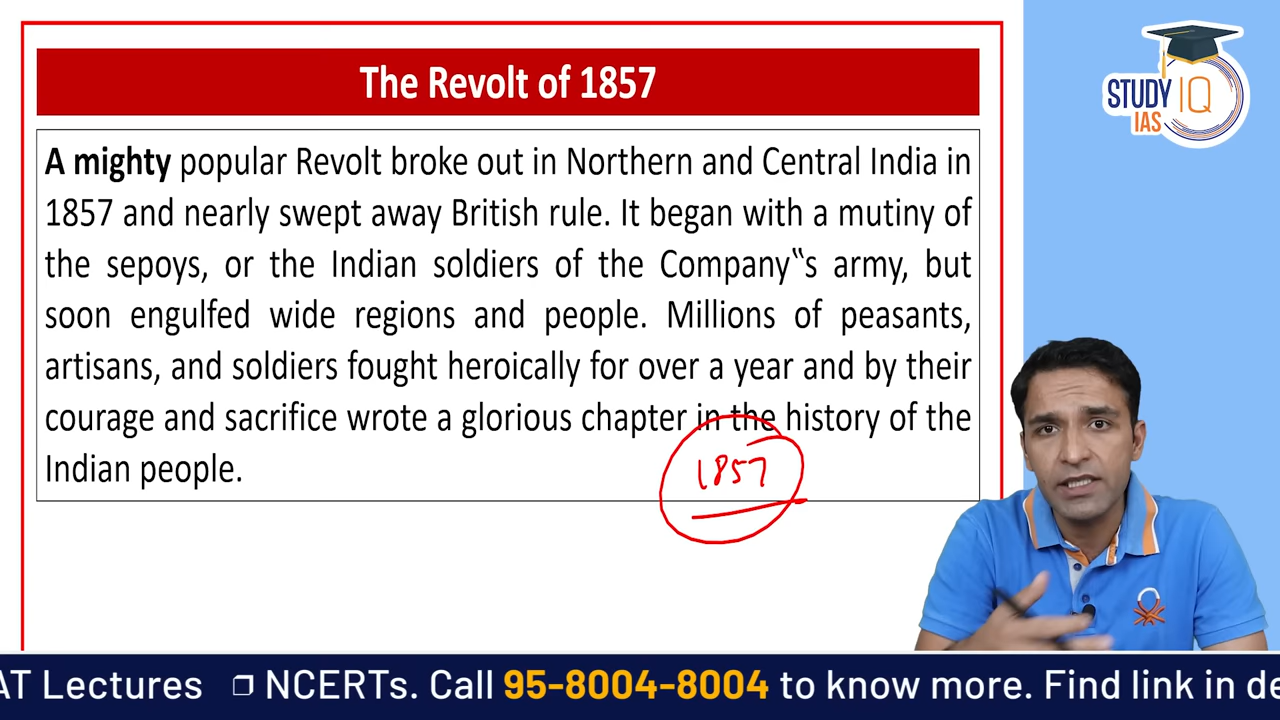 The Revolt of 1857
STUDY IQ
IAS
A mighty popular Revolt broke out in Northern and Central India in
1857 and nearly swept away British rule. It began with a mutiny of
the sepoys, or the Indian soldiers of the Company‟s army, but
soon engulfed wide regions and people. Millions of peasants,
artisans, and soldiers fought heroically for over a year and by their
courage and sacrifice wrote a glorious chapter in the history of the
Indian people.
1857
AT Lectures ❒ NCERTs. Call 95-8004-8004 to know more. Find link in de